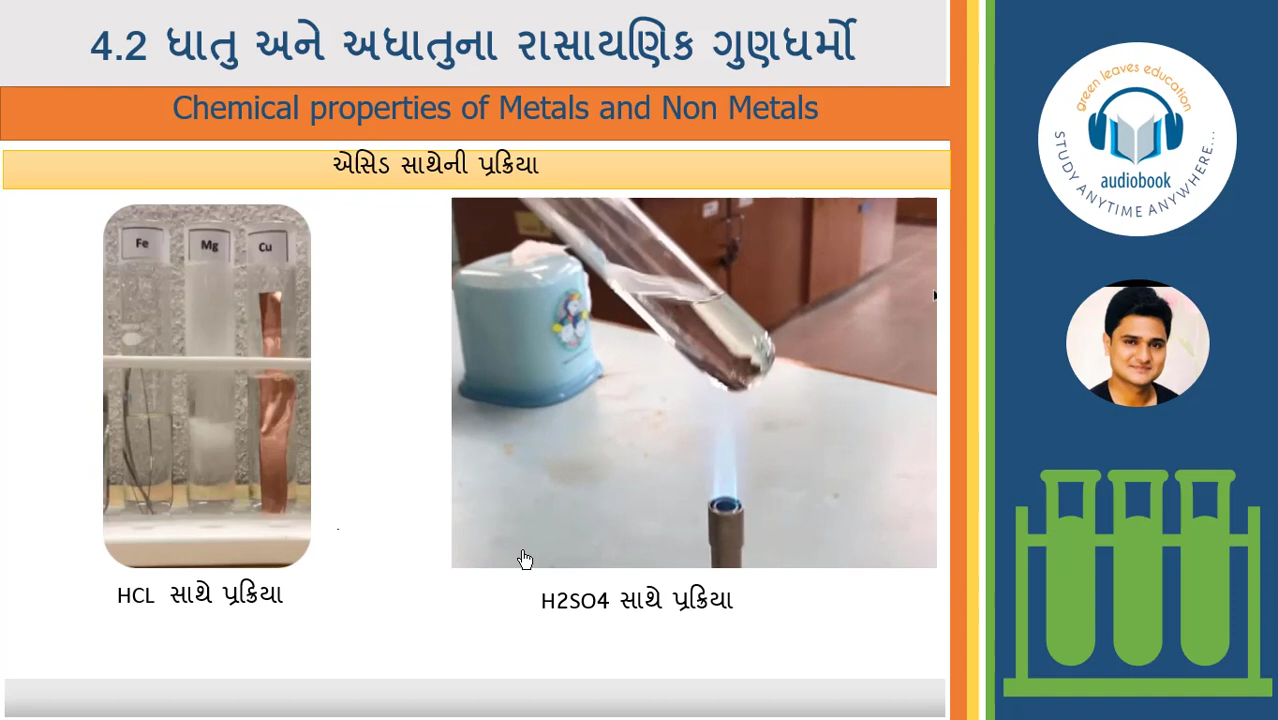 4.2 ધાતુ અને અધાતુના રાસાયણિક ગુણધર્મો
Chemical properties of Metals and Non Metals
એસિડ સાથેની પ્રક્રિયા
Fe
Mg
Cu
HCL સાથે પ્રક્રિયા
H2SO4 સાથે પ્રક્રિયા
green leaves education
audiobook
STUDY ANYTIME ANYWHERE...